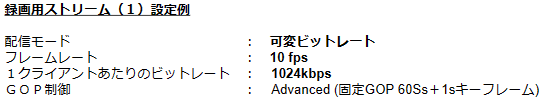 録画用ストリーム（１）設定例
配信モード ： 可変ビットレート
フレームレート ： 10 fps
１クライアントあたりのビットレート ： 1024kbps
ＧＯＰ制御 ： Advanced (固定GOP 60Ss＋1sキーフレーム)